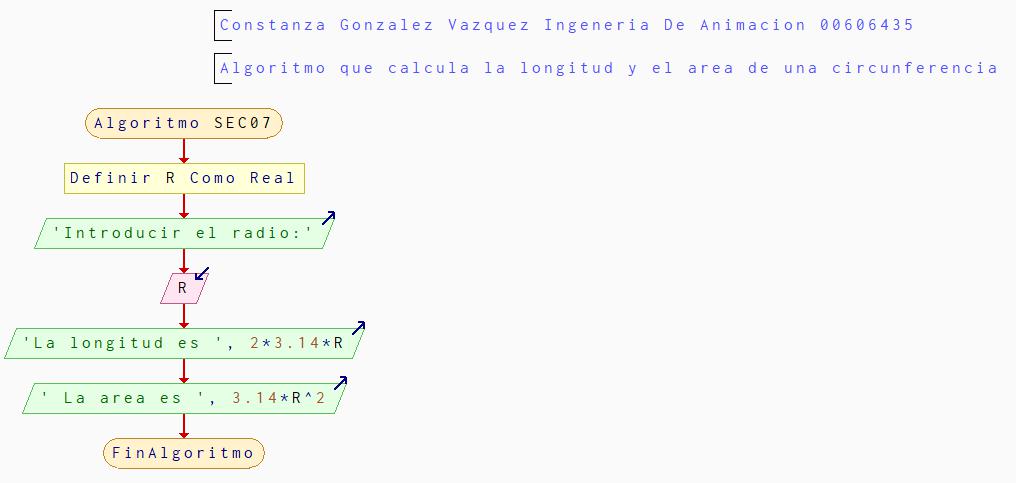 Constanza Gonzalez Vazquez Ingeneria De Animacion 00606435
Algoritmo que calcula la longitud y el area de una circunferencia
Algoritmo SEC07
Definir R Como Real
'Introducir el radio:'
R
'La longitud es ', 2*3.14*R
' La area es ', 3.14*R^2
FinAlgoritmo